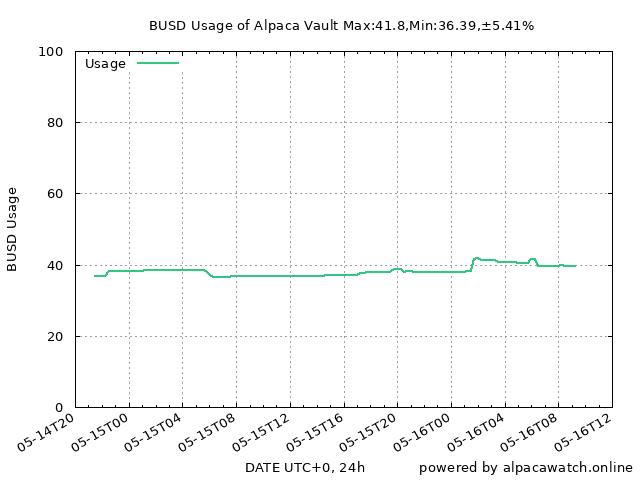 BUSD Usage of Alpaca Vault Max:41.8,Min:36.39,±5.41%
Usage
100
80
60
40
20
0
BUSD Usage
05-14T20
05-15T00
05-15T04
05-15T08
05-15T12
05-15T16
05-15T20
05-16T00
05-16T04
05-16T08
05-16T12
DATE UTC+0, 24h
powered by alpacawatch.online